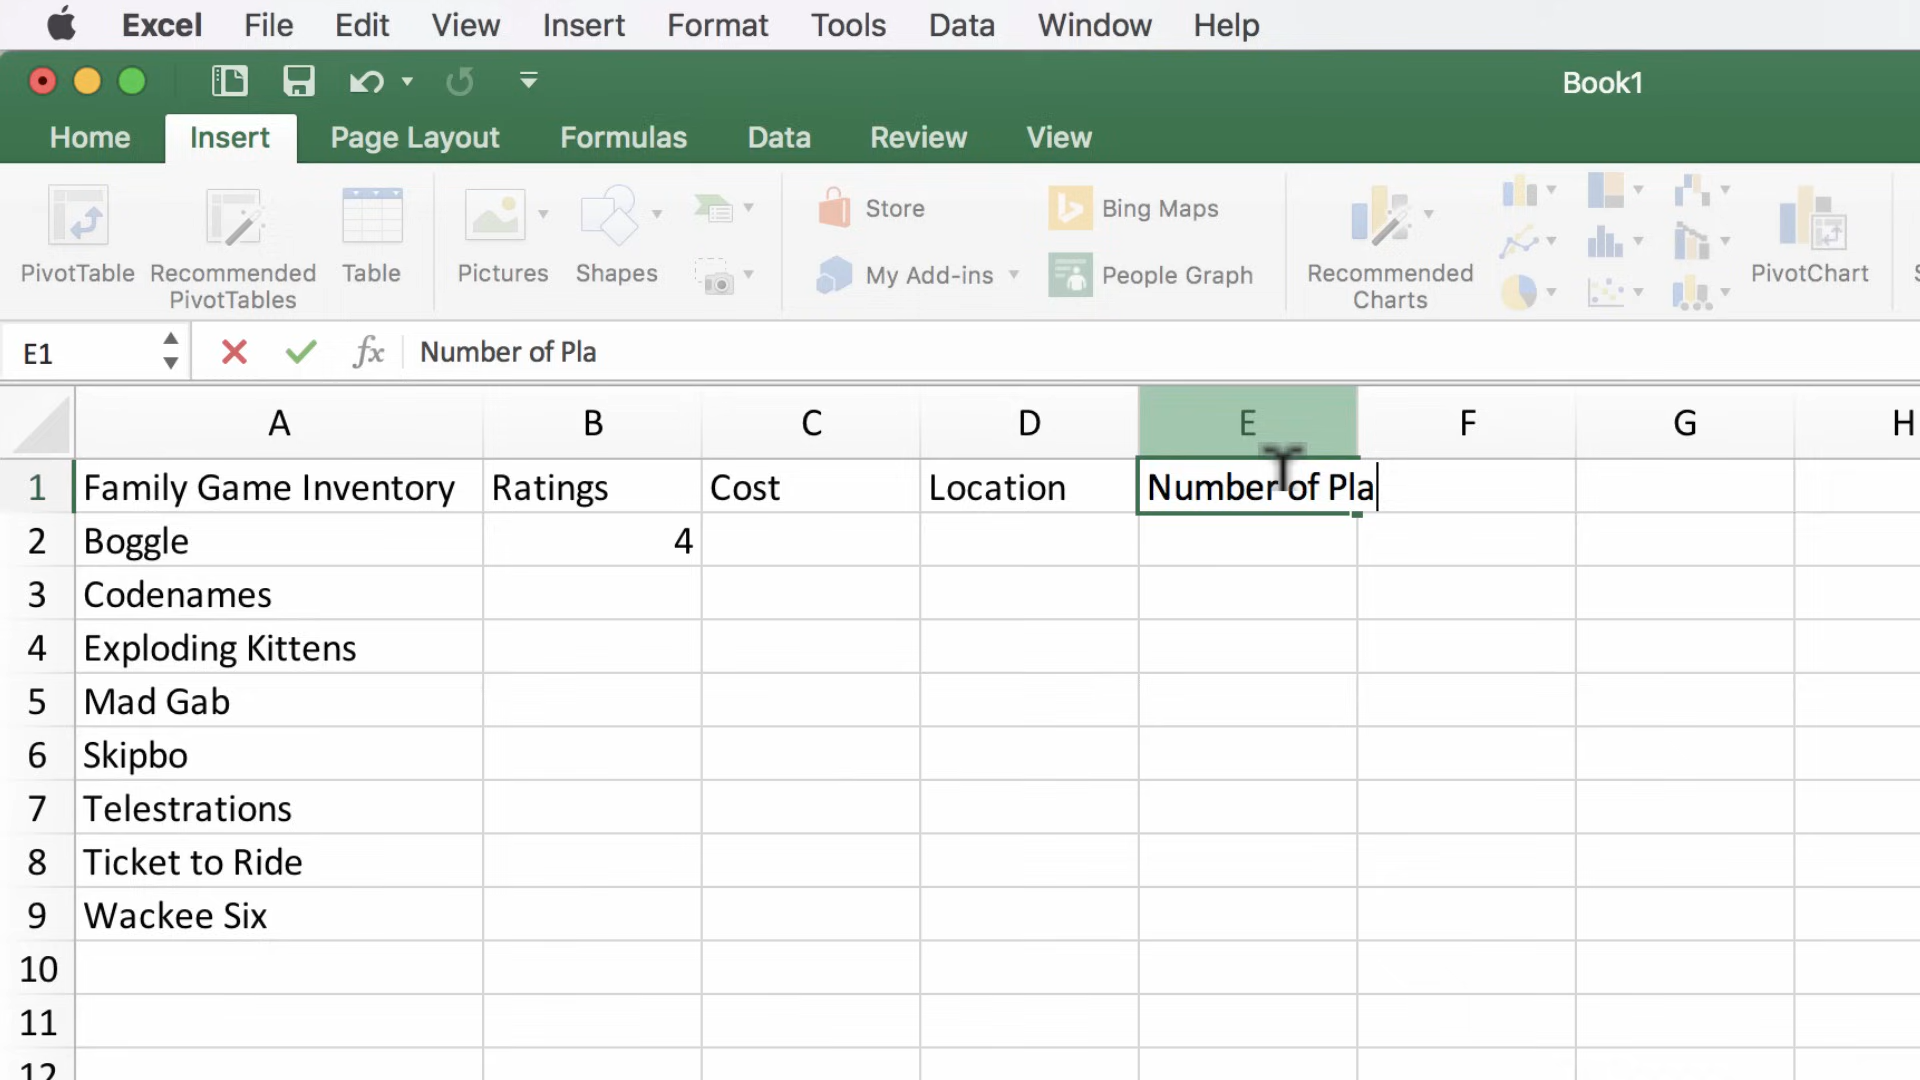 Excel File Edit View Insert Format Tools Data Window Help
Book1
Home Insert Page Layout Formulas Data Review View
PivotTable
Recommended
PivotTables
Table
Pictures
Shapes
Store
My Add-ins
Bing Maps
People Graph
Recommended
Charts
PivotChart
E1 fx Number of Pla
A B C D E F G H
1 Family Game Inventory Ratings Cost Location Number of Pla
2 Boggle 4
3 Codenames
4 Exploding Kittens
5 Mad Gab
6 Skipbo
7 Telestrations
8 Ticket to Ride
9 Wackee Six
10
11
12